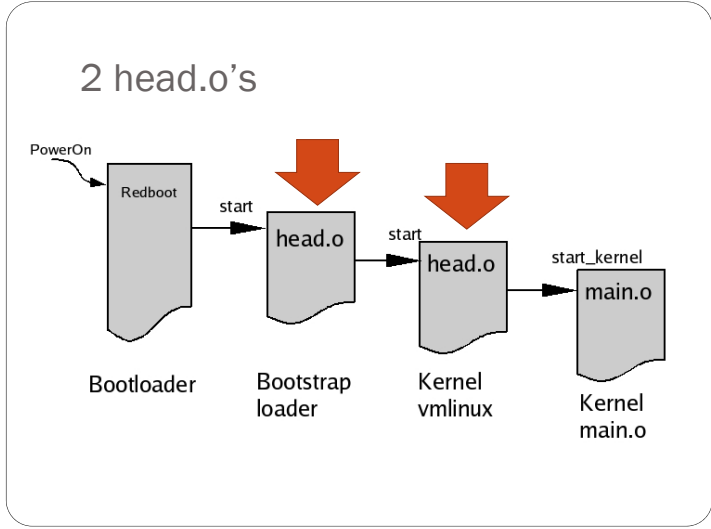 2 head.o's
PowerOn
Redboot
start
head.o
start
head.o
start_kernel
main.o
Bootloader
Bootstrap
loader
Kernel
vmlinux
Kernel
main.o